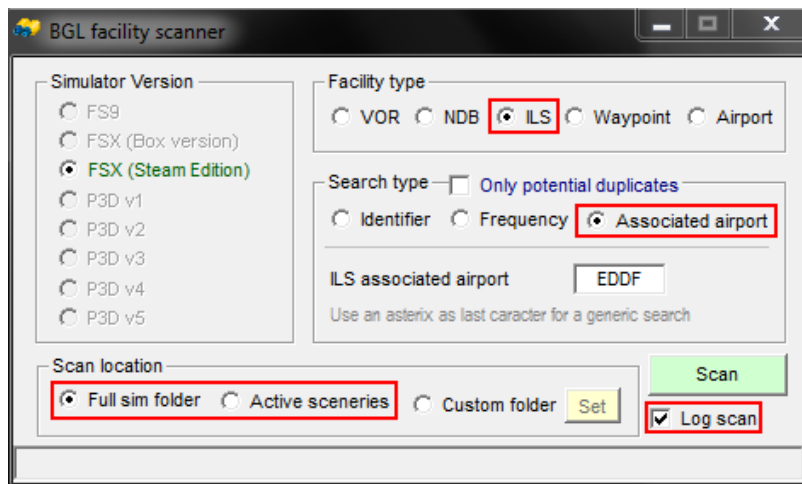 BGL facility scanner
Simulator Version
FS9
FSX (Box version)
FSX (Steam Edition)
P3D v1
P3D v2
P3D v3
P3D v4
P3D v5
Facility type
VOR NDB ILS Waypoint Airport
Search type Only potential duplicates
Identifier Frequency Associated airport
ILS associated airport EDDF
Use an asterix as last caracter for a generic search
Scan location
Full sim folder Active sceneries Custom folder Set
Scan
Log scan